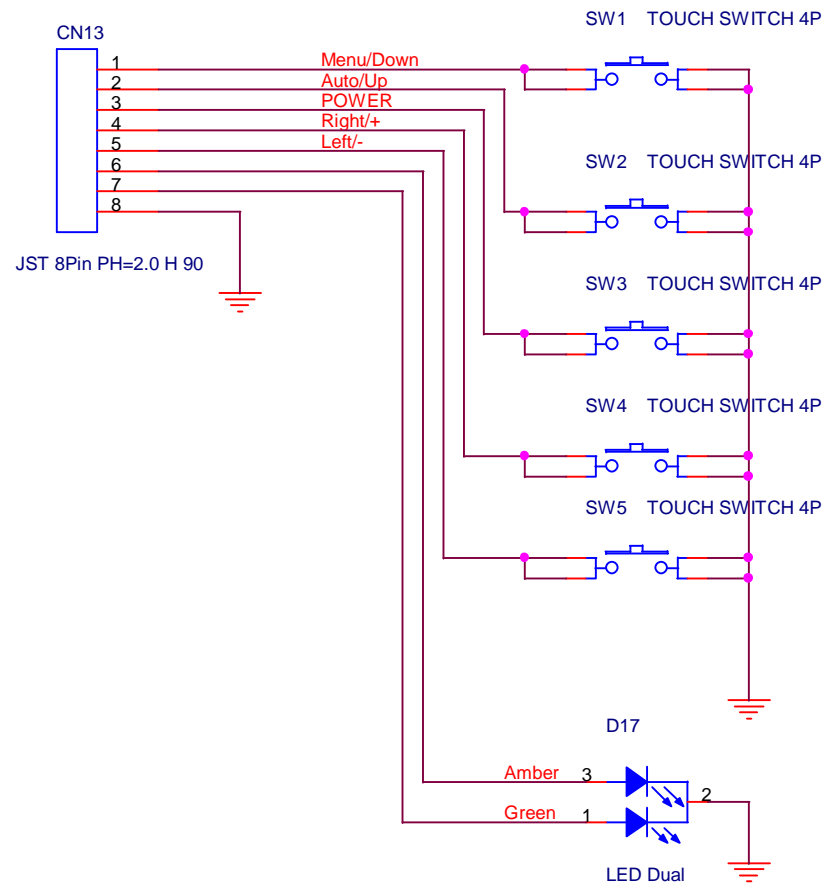 SW1 TOUCH SWITCH 4P
CN13
1 Menu/Down
2 Auto/Up
3 POWER
4 Right/+
5 Left/-
6
7
8
SW2 TOUCH SWITCH 4P
JST 8Pin PH=2.0 H 90
SW3 TOUCH SWITCH 4P
SW4 TOUCH SWITCH 4P
SW5 TOUCH SWITCH 4P
D17
Amber 3
2
Green 1
LED Dual